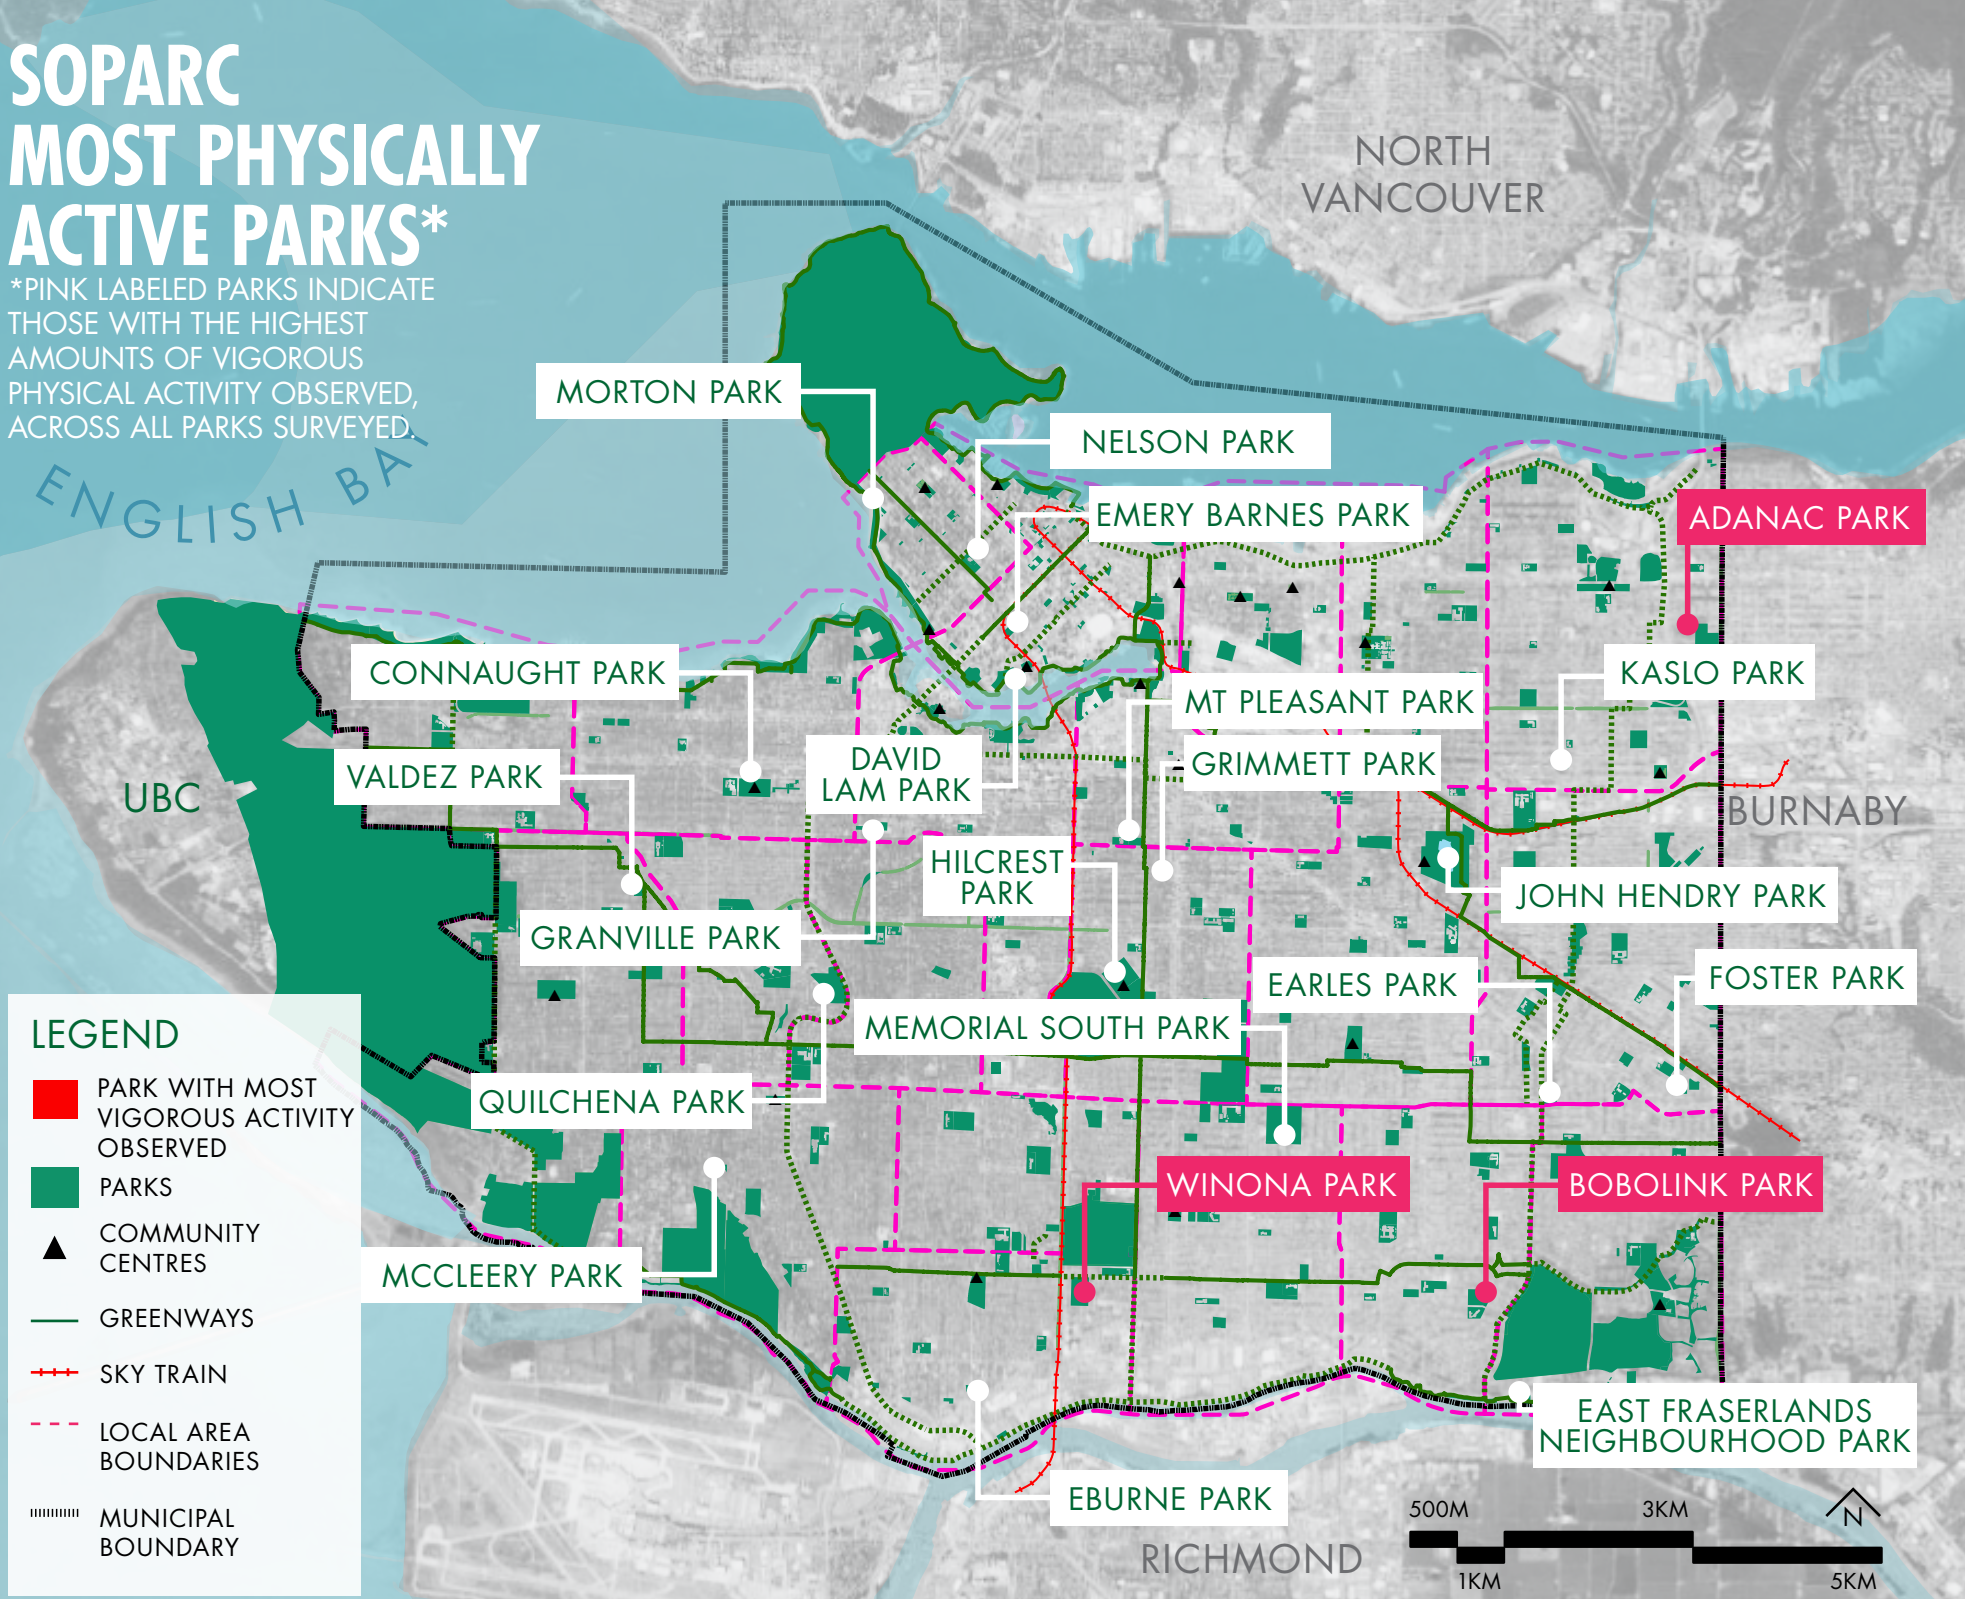 SOPARC
MOST PHYSICALLY
ACTIVE PARKS*
*PINK LABELED PARKS INDICATE
THOSE WITH THE HIGHEST
AMOUNTS OF VIGOROUS
PHYSICAL ACTIVITY OBSERVED,
ACROSS ALL PARKS SURVEYED.
ENGLISH BAY
NORTH
VANCOUVER
MORTON PARK
NELSON PARK
EMERY BARNES PARK
ADANAC PARK
CONNAUGHT PARK
KASLO PARK
MT PLEASANT PARK
VALDEZ PARK
DAVID
LAM PARK
GRIMMETT PARK
UBC
BURNABY
HILCREST
PARK
JOHN HENDRY PARK
GRANVILLE PARK
EARLES PARK
FOSTER PARK
MEMORIAL SOUTH PARK
QUILCHENA PARK
WINONA PARK
BOBOLINK PARK
MCCLEERY PARK
EAST FRASERLANDS
NEIGHBOURHOOD PARK
EBURNE PARK
RICHMOND
LEGEND
PARK WITH MOST
VIGOROUS ACTIVITY
OBSERVED
PARKS
COMMUNITY
CENTRES
GREENWAYS
SKY TRAIN
LOCAL AREA
BOUNDARIES
MUNICIPAL
BOUNDARY
500M
3KM
N
1KM
5KM